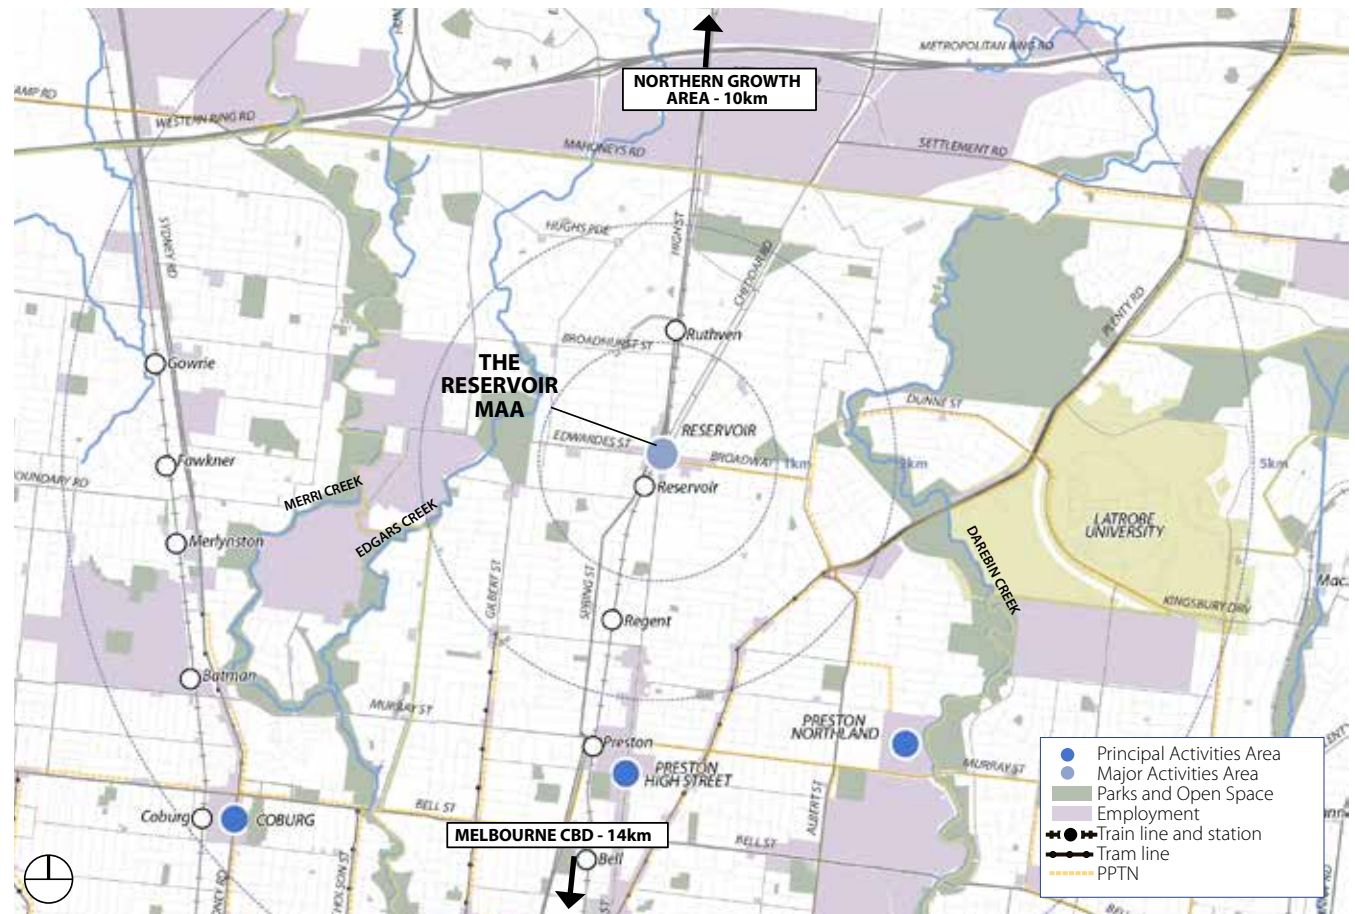 METROPOLITAN RING RD
NORTHERN GROWTH
AREA - 10km
AMP RD
WESTERN RING RD
MAHONEYS RD
SETTLEMENT RD
SYDNEY RD
HUGHS PDE
HIGH ST
CHEDDAR RD
PLENTY RD
Ruthven
BROADHURST ST
Gowrie
THE
RESERVOIR
MAA
DUNNE ST
RESERVOIR
EDWARDES ST
BROADWAY
1km
2km
5km
Fawkner
Reservoir
OUNDARY RD
MERRI CREEK
EDGARS CREEK
LATROBE
UNIVERSITY
Merlynston
DAREBIN CREEK
GILBERT ST
SPRING ST
KINGSBURY DRV
Regent
Batman
MURRAY ST
PRESTON
NORTHLAND
Preston
PRESTON
HIGH STREET
MURRAY ST
ALBERT ST
BELL ST
Coburg
COBURG
MELBOURNE CBD - 14km
BELL ST
Bell
Principal Activities Area
Major Activities Area
Parks and Open Space
Employment
Train line and station
Tram line
PPTN